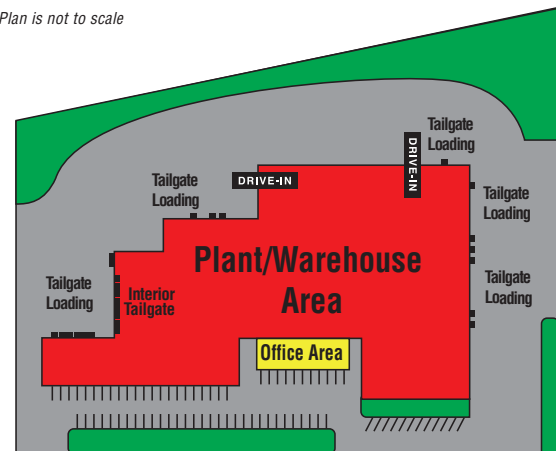 Plan is not to scale
Tailgate
Loading
DRIVE-IN
Tailgate
Loading
DRIVE-IN
Tailgate
Loading
Plant/Warehouse
Area
Tailgate
Loading
Interior
Tailgate
Tailgate
Loading
Office Area